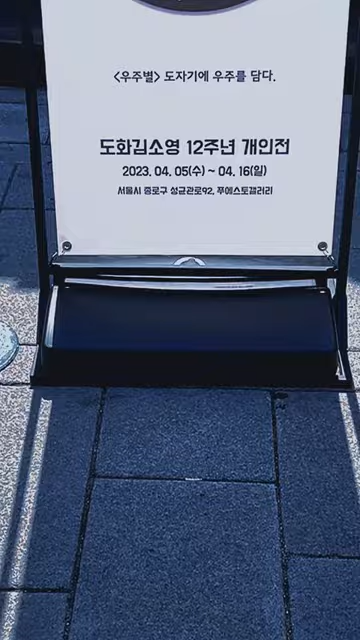 <우주별> 도자기에 우주를 담다.
도화김소영 12주년 개인전
2023. 04. 05(수) ~ 04. 16(일)
서울시 종로구 성균관로92, 푸에스토갤러리